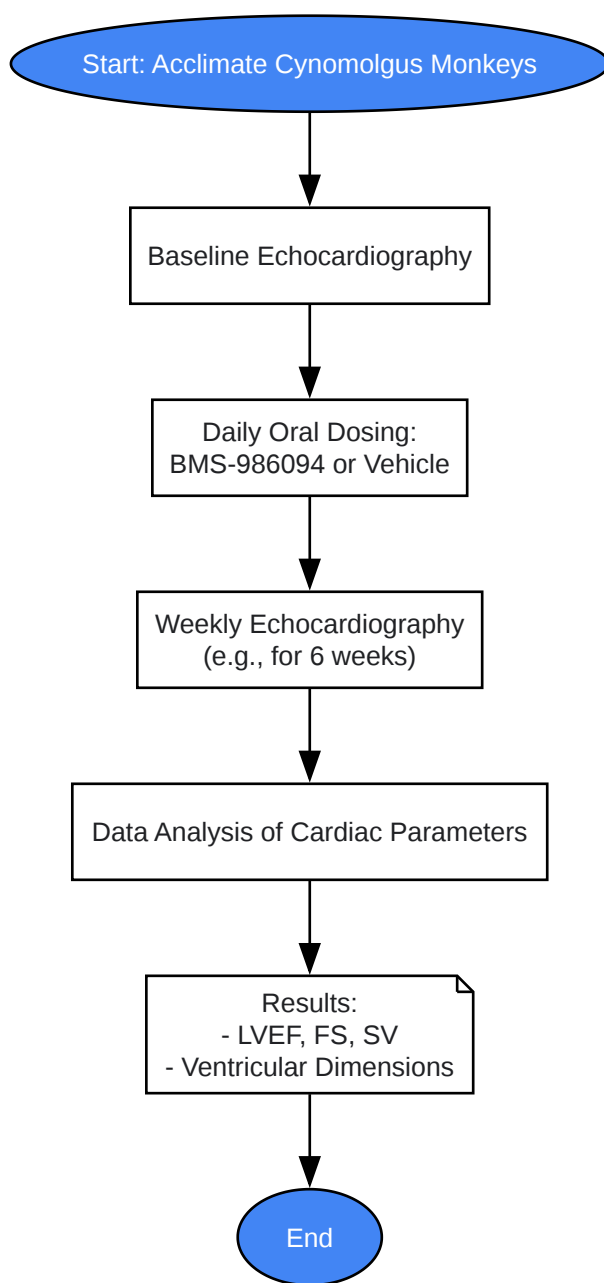 Start: Acclimate Cynomolgus Monkeys
Baseline Echocardiography
Daily Oral Dosing:
BMS-986094 or Vehicle
Weekly Echocardiography
(e.g., for 6 weeks)
Data Analysis of Cardiac Parameters
Results:
- LVEF, FS, SV
- Ventricular Dimensions
End